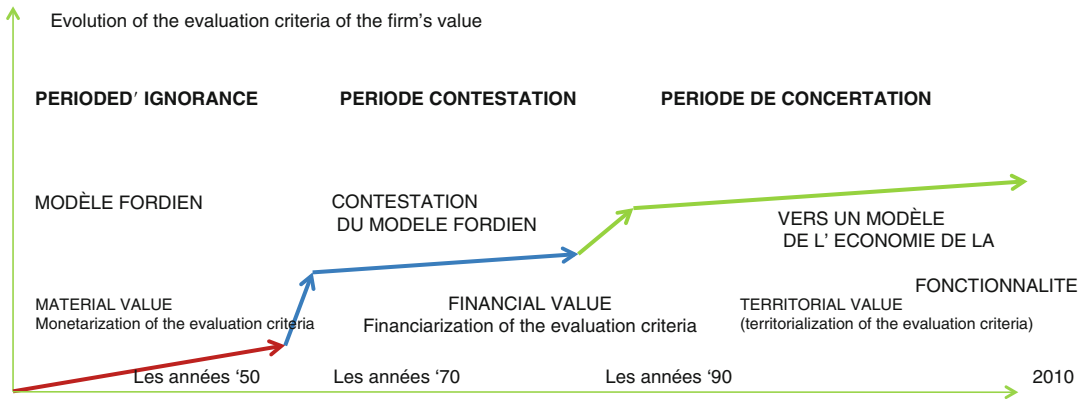 Evolution of the evaluation criteria of the firm's value
PERIODED′ IGNORANCE
PERIODE CONTESTATION
PERIODE DE CONCERTATION
MODÈLE FORDIEN
CONTESTATION
DU MODELE FORDIEN
VERS UN MODÈLE
DE L' ECONOMIE DE LA
FONCTIONNALITE
MATERIAL VALUE
Monetarization of the evaluation criteria
FINANCIAL VALUE
Financiarization of the evaluation criteria
TERRITORIAL VALUE
(territorialization of the evaluation criteria)
Les années ‘50
Les années ‘70
Les années ‘90
2010